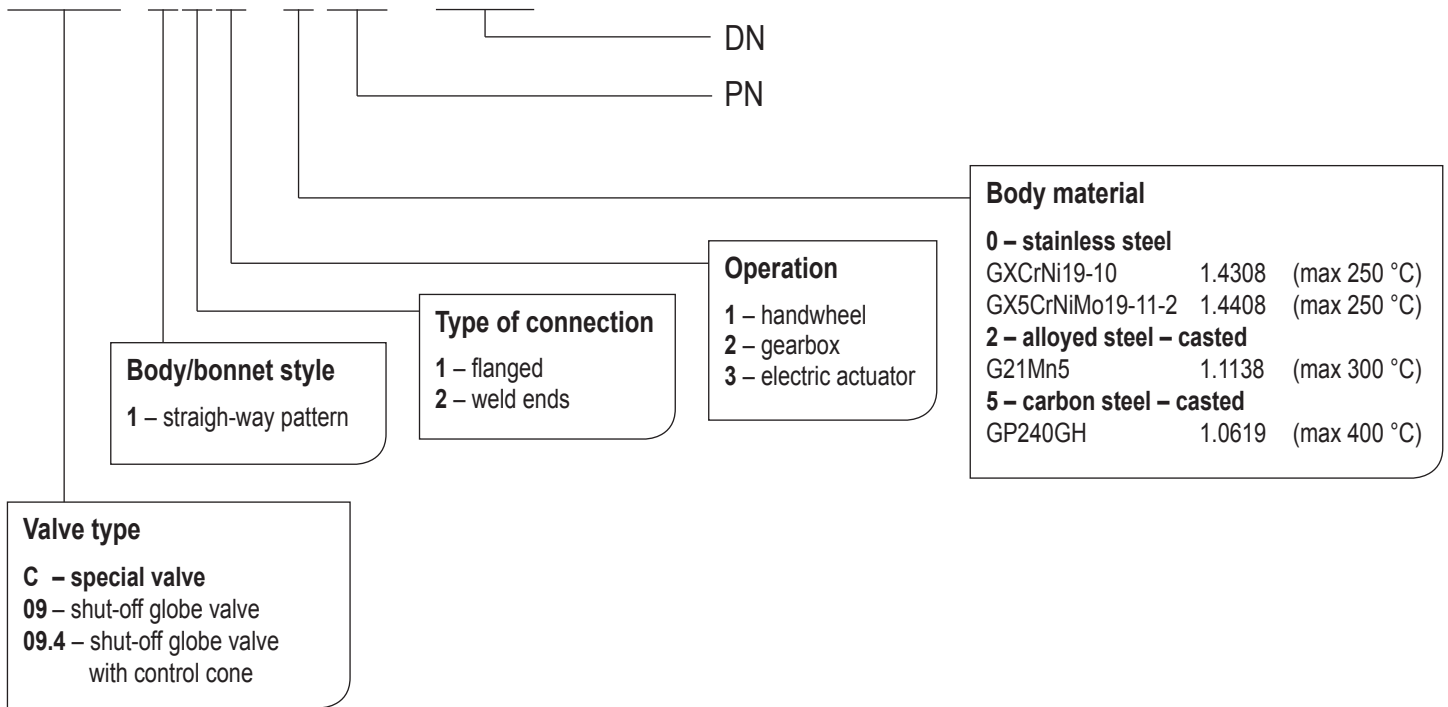 DN
PN
Body material
0 – stainless steel
GXCrNi19-10 1.4308 (max 250 °C)
GX5CrNiMo19-11-2 1.4408 (max 250 °C)
2 – alloyed steel – casted
G21Mn5 1.1138 (max 300 °C)
5 – carbon steel – casted
GP240GH 1.0619 (max 400 °C)
Operation
1 – handwheel
2 – gearbox
3 – electric actuator
Type of connection
1 – flanged
2 – weld ends
Body/bonnet style
1 – straigh-way pattern
Valve type
C – special valve
09 – shut-off globe valve
09.4 – shut-off globe valve
with control cone